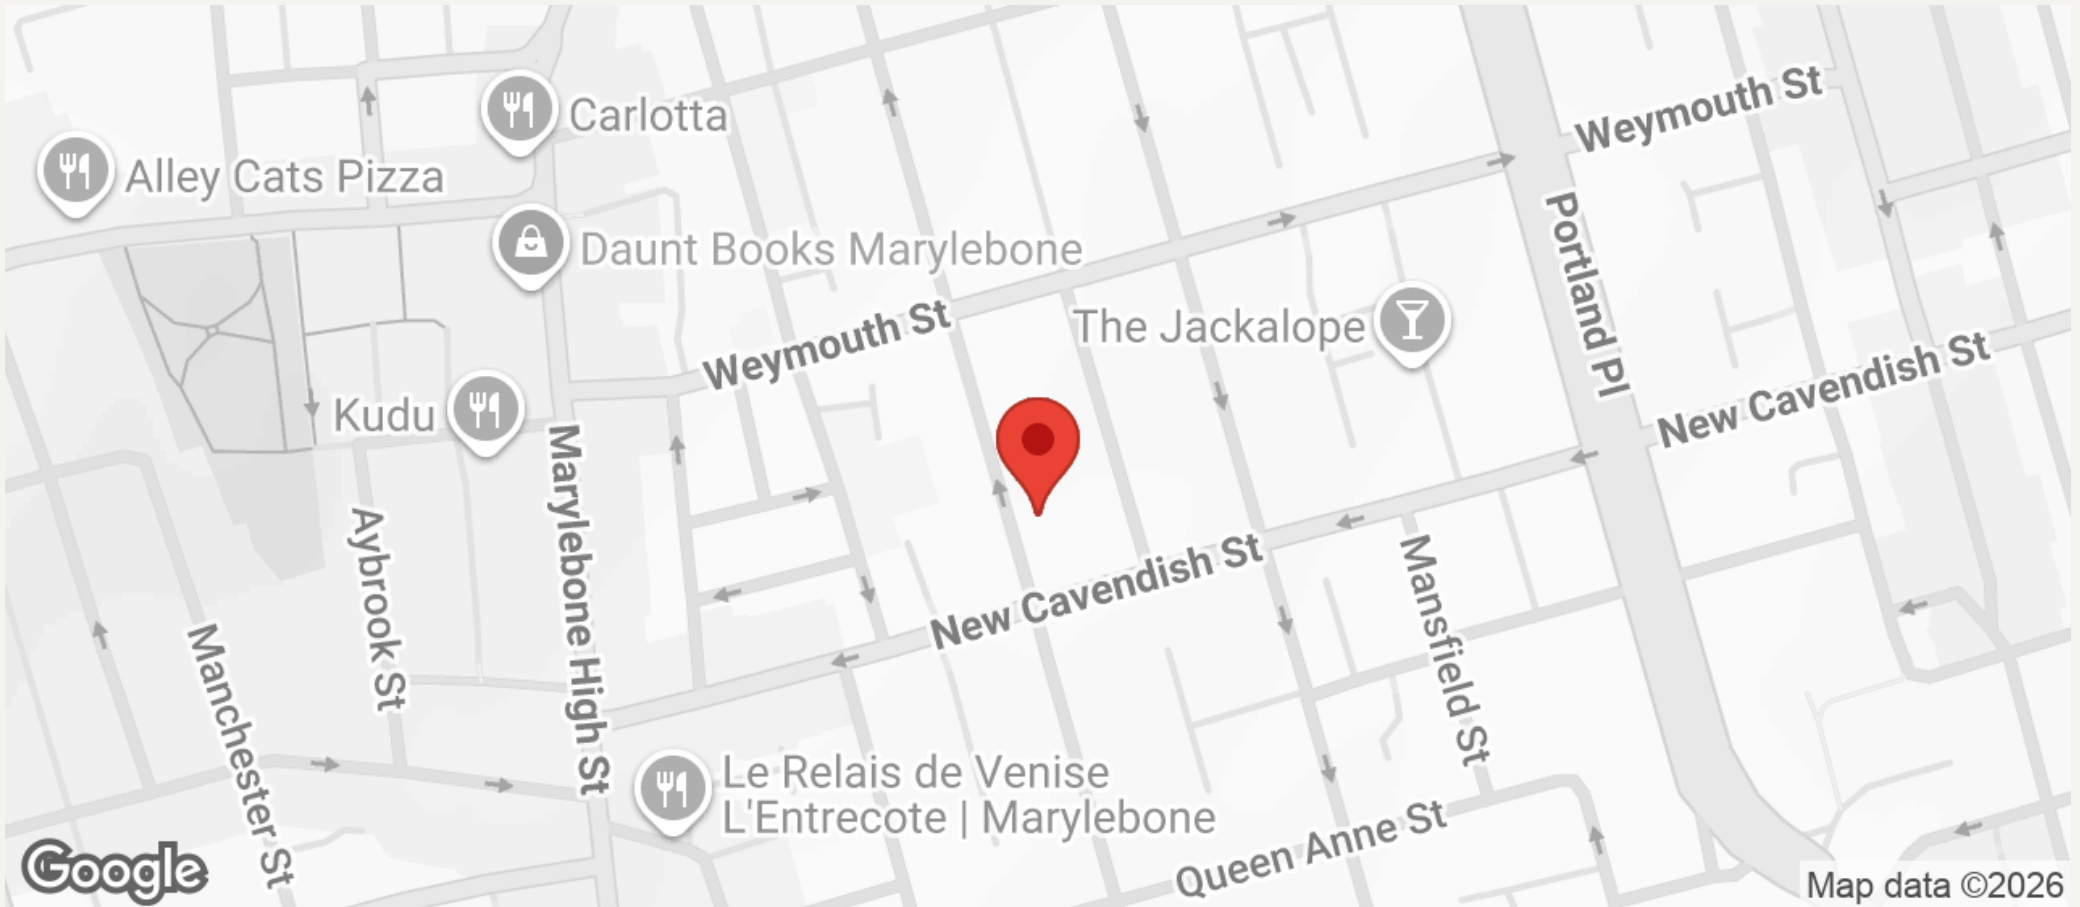 Weymouth St
Carlotta
Alley Cats Pizza
Portland Pl
Daunt Books Marylebone
Weymouth St
The Jackalope
New Cavendish St
Kudu
Marylebone High St
Aybrook St
New Cavendish St
Mansfield St
Manchester St
Le Relais de Venise
L'Entrecote | Marylebone
Queen Anne St
Google
Map data ©2026